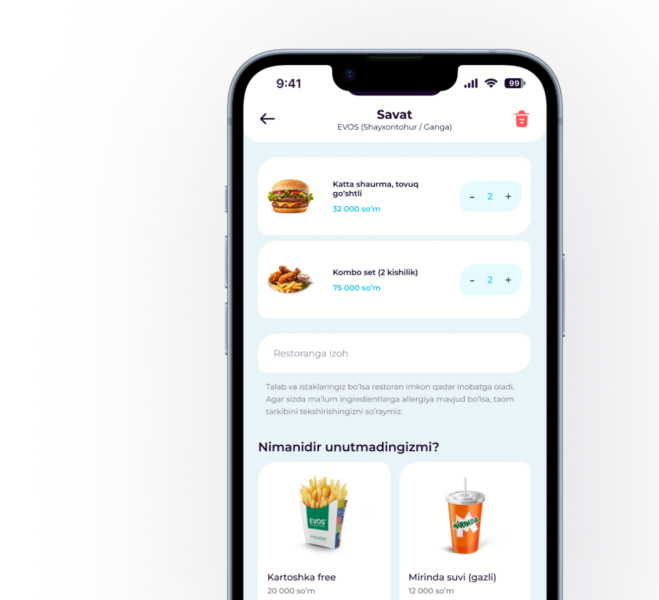 9:41
99
Savat
EVOS (Shayxontohur / Ganga)
Katta shaurma, tovuq
go'shtli
32 000 so'm
- 2 +
Kombo set (2 kishilik)
75 000 so'm
- 2 +
Restoranga izoh
Talab va istaklaringiz bo'lsa restoran imkon qadar inobatga oladi.
Agar sizda ma'lum ingredientlarga allergiya mavjud bo'lsa, taom
tarkibini tekshirishingizni so'raymiz.
Nimanidir unutmadingizmi?
EVOS
MIRINDA
Kartoshka free
Mirinda suvi (gazli)
20 000 so'm
12 000 so'm